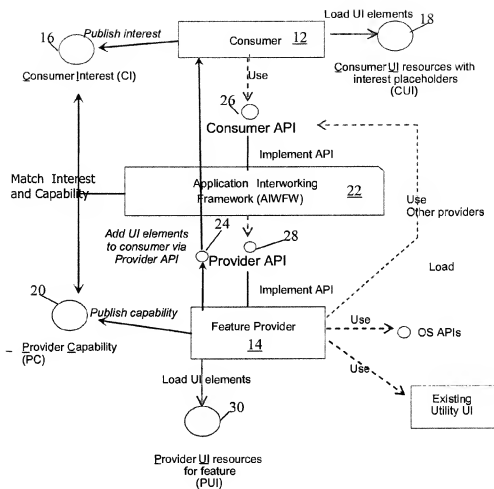 Load UI elements
18
16
Publish interest
Consumer 12
Consumer Interest (CI)
Use
Consumer UI resources with
interest placeholders
(CUI)
26
Consumer API
Implement API
Match Interest
and Capability
Application Interworking
Framework (AIWFW) 22
Use
Other providers
24
Add UI elements
to consumer via
Provider API
28
Provider API
Load
Implement API
20
Publish capability
Feature Provider
14
Use
OS APIs
Provider Capability
(PC)
Use
Load UI elements
Existing
Utility UI
30
Provider UI resources
for feature
(PUI)